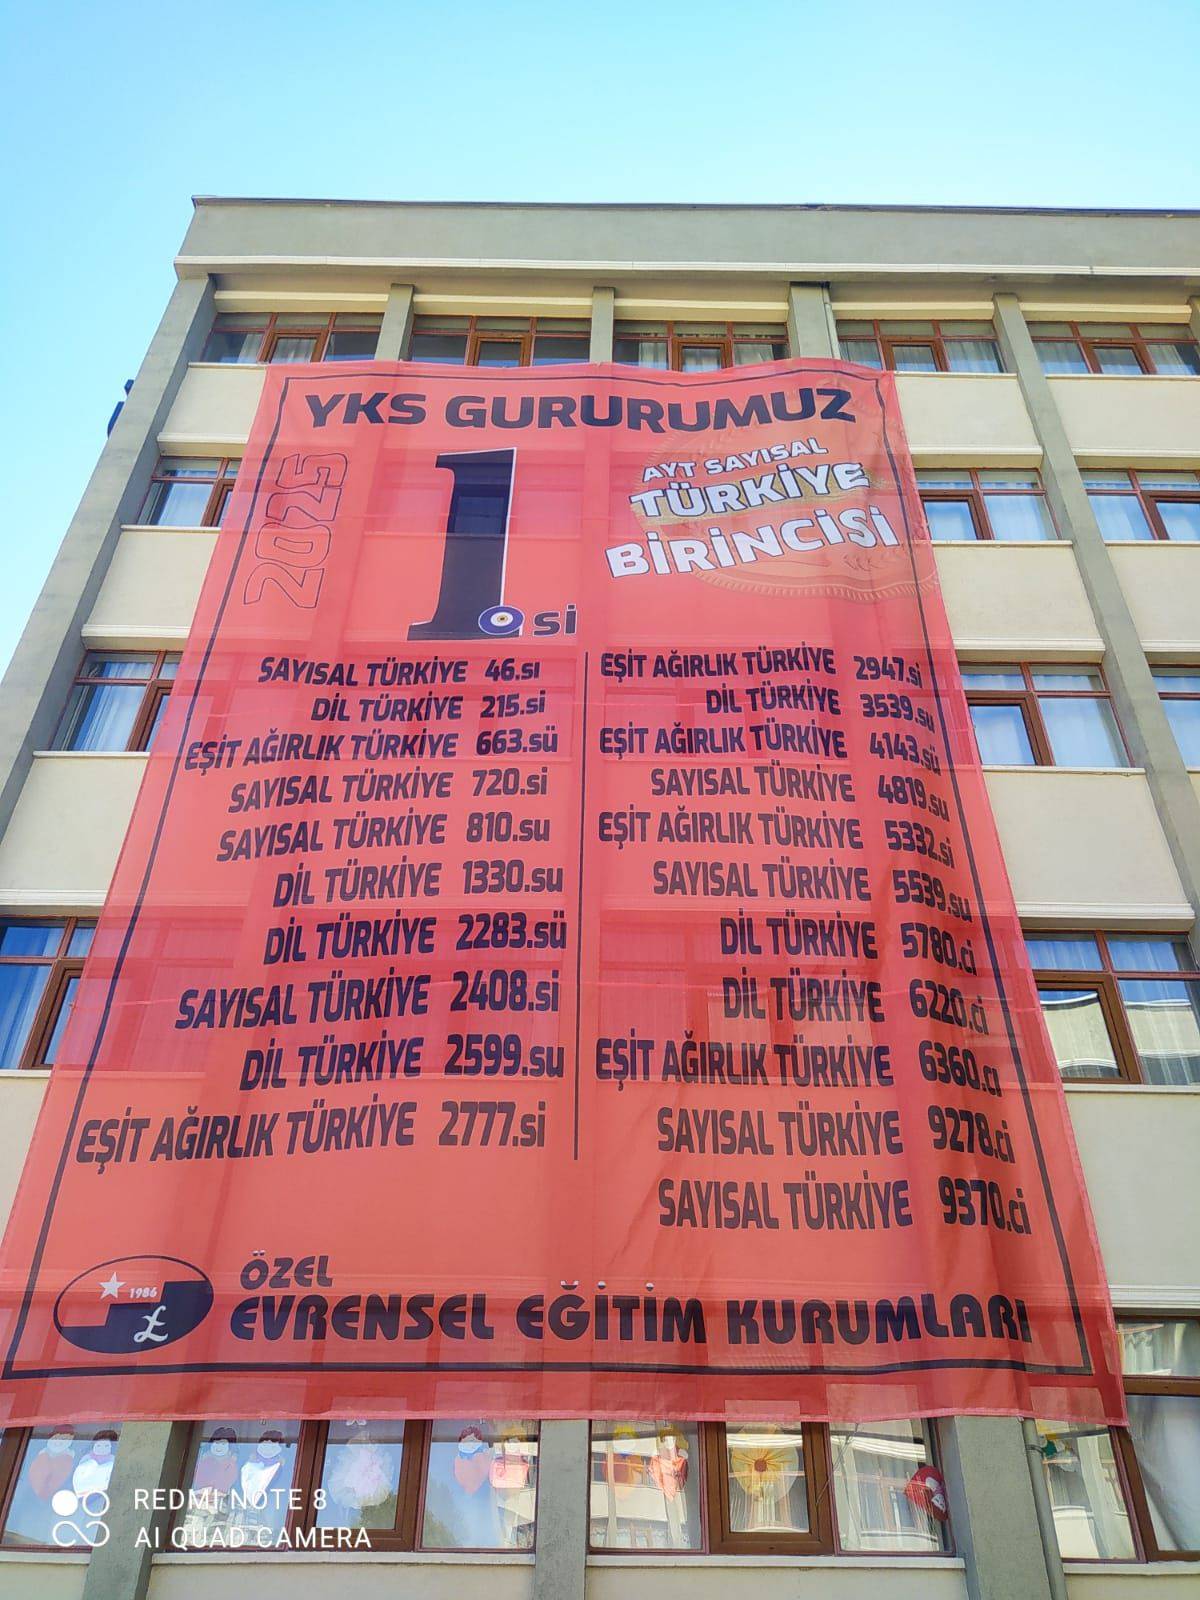 YKS GURURUMUZ
2025
1.si
AYT SAYISAL
TÜRKİYE
BİRİNCİSİ
SAYISAL TÜRKİYE 46.sı
DİL TÜRKİYE 215.si
EŞİT AĞIRLIK TÜRKİYE 663.sü
SAYISAL TÜRKİYE 720.si
SAYISAL TÜRKİYE 810.su
DİL TÜRKİYE 1330.su
DİL TÜRKİYE 2283.sü
SAYISAL TÜRKİYE 2408.si
DİL TÜRKİYE 2599.su
EŞİT AĞIRLIK TÜRKİYE 2777.si
EŞİT AĞIRLIK TÜRKİYE 2947.si
DİL TÜRKİYE 3539.su
EŞİT AĞIRLIK TÜRKİYE 4143.sü
SAYISAL TÜRKİYE 4819.su
EŞİT AĞIRLIK TÜRKİYE 5332.si
SAYISAL TÜRKİYE 5539.su
DİL TÜRKİYE 5780.ci
DİL TÜRKİYE 6220.ci
EŞİT AĞIRLIK TÜRKİYE 6360.cı
SAYISAL TÜRKİYE 9278.ci
SAYISAL TÜRKİYE 9370.ci
1986
ÖZEL
EVRENSEL EĞİTİM KURUMLARI
REDMI NOTE 8
AI QUAD CAMERA